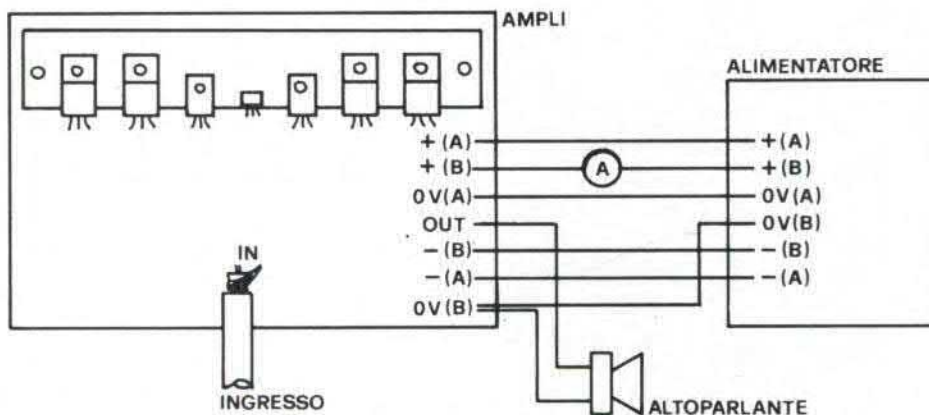 AMPLI
ALIMENTATORE
+ (A)
+ (B)
0V(A)
OUT
- (B)
- (A)
0V(B)
A
+ (A)
+ (B)
0V(A)
0V(B)
- (B)
- (A)
IN
INGRESSO
ALTOPARLANTE